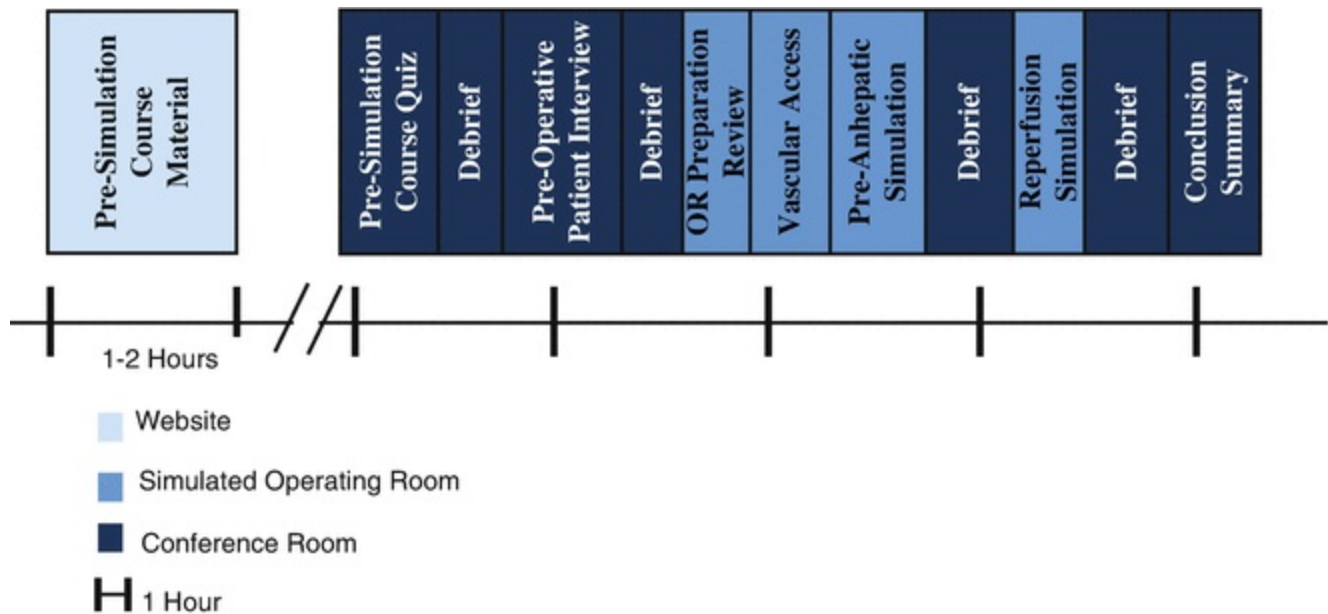 Pre-Simulation
Course
Material
Pre-Simulation
Course Quiz
Debrief
Pre-Operative
Patient Interview
Debrief
OR Preparation
Review
Vascular Access
Pre-Anhepatic
Simulation
Debrief
Reperfusion
Simulation
Debrief
Conclusion
Summary
1-2 Hours
Website
Simulated Operating Room
Conference Room
1 Hour